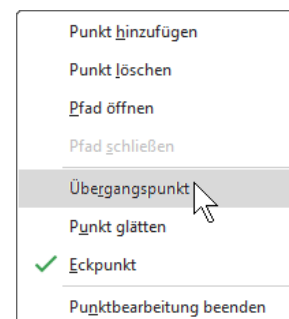 Punkt hinzufügen
Punkt löschen
Pfad öffnen
Pfad schließen
Übergangspunkt
Punkt glätten
Eckpunkt
Punktbearbeitung beenden